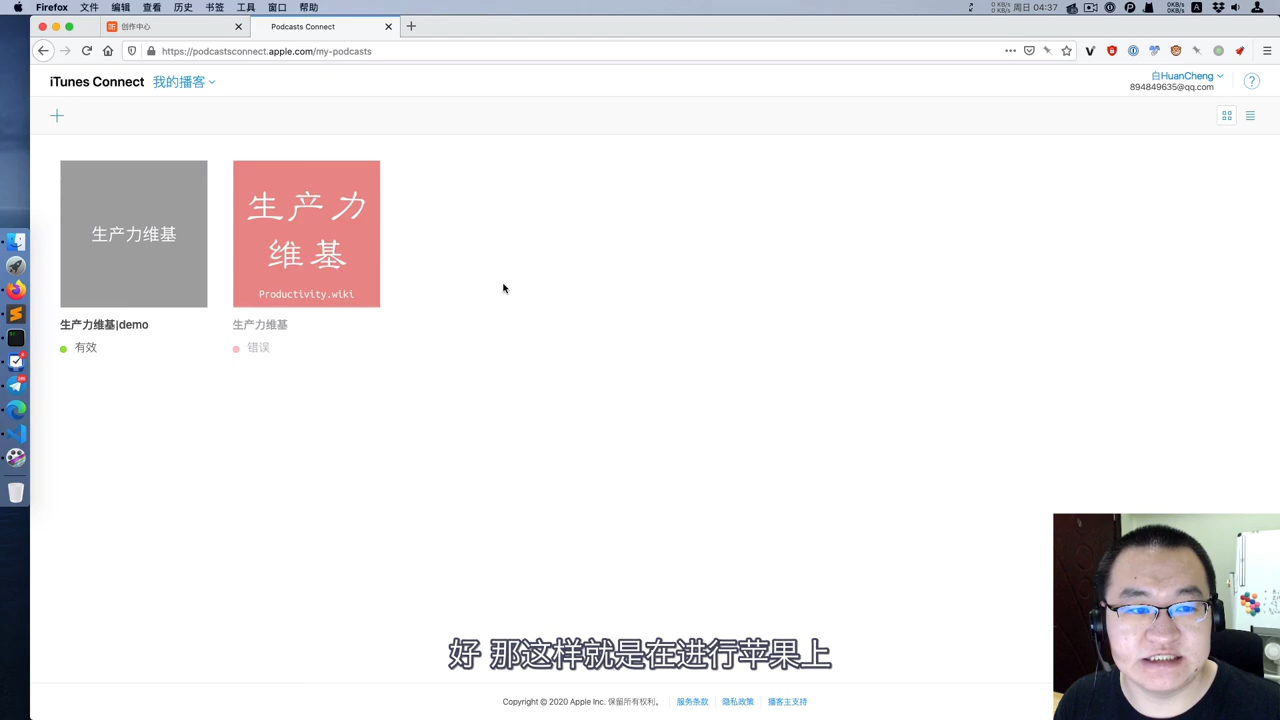 Firefox 文件 编辑 查看 历史 书签 工具 窗口 帮助
0 KB/s
0 KB/s
周日 04:37
0KB/s
0KB/s
创作中心
Podcasts Connect
https://podcastsconnect.apple.com/my-podcasts
iTunes Connect 我的播客
白HuanCheng
894849635@qq.com
?
生产力维基
生产力
维基
Productivity.wiki
生产力维基|demo
生产力维基
有效
错误
好 那这样就是在进行苹果上
Copyright © 2020 Apple Inc. 保留所有权利。 服务条款 隐私政策 播客主支持